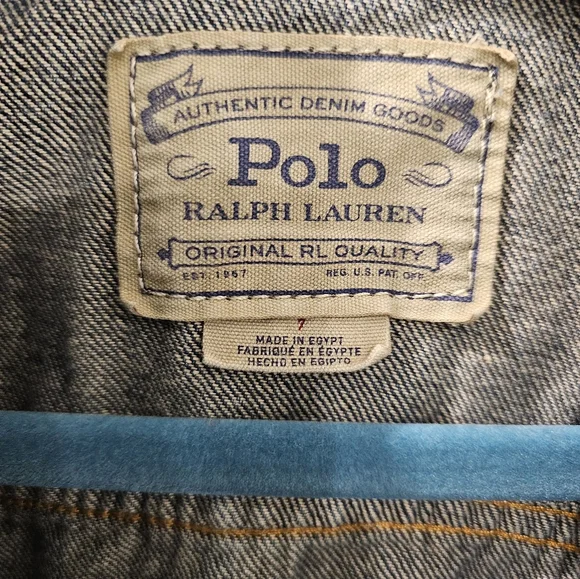 AUTHENTIC DENIM GOODS
Polo
RALPH LAUREN
ORIGINAL RL QUALITY
EST. 1967 REG. U.S. PAT. OFF.
7
MADE IN EGYPT
FABRIQUÉ EN ÉGYPTE
HECHO EN EGIPTO